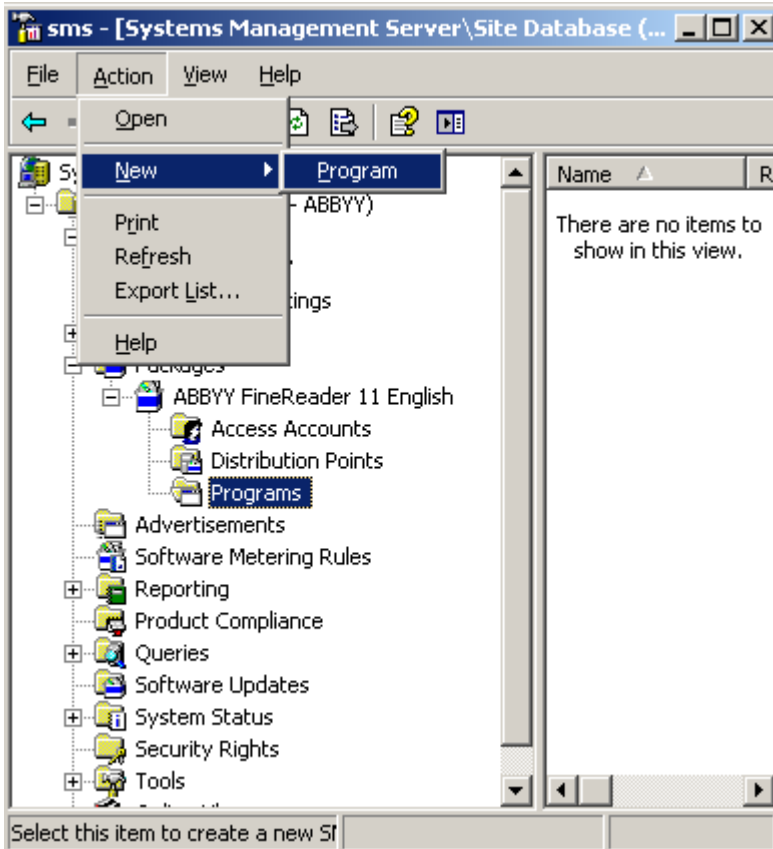 sms - [Systems Management Server\Site Database (...
File Action View Help
Open
New Program
Print
Refresh
Export List...
Help
- ABBYY)
Packages
ABBYY FineReader 11 English
Access Accounts
Distribution Points
Programs
Advertisements
Software Metering Rules
Reporting
Product Compliance
Queries
Software Updates
System Status
Security Rights
Tools
Name R
There are no items to
show in this view.
Select this item to create a new SM